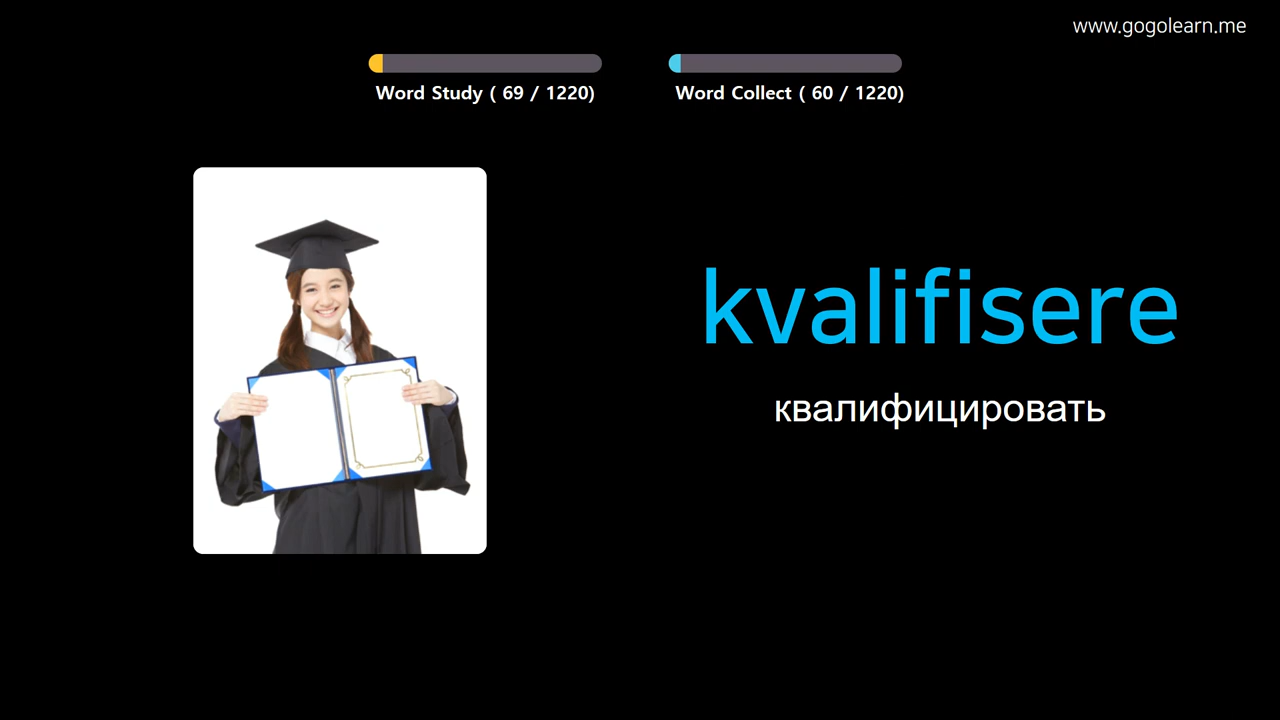 www.gogolearn.me
Word Study ( 69 / 1220)
Word Collect ( 60 / 1220)
kvalifisere
квалифицировать